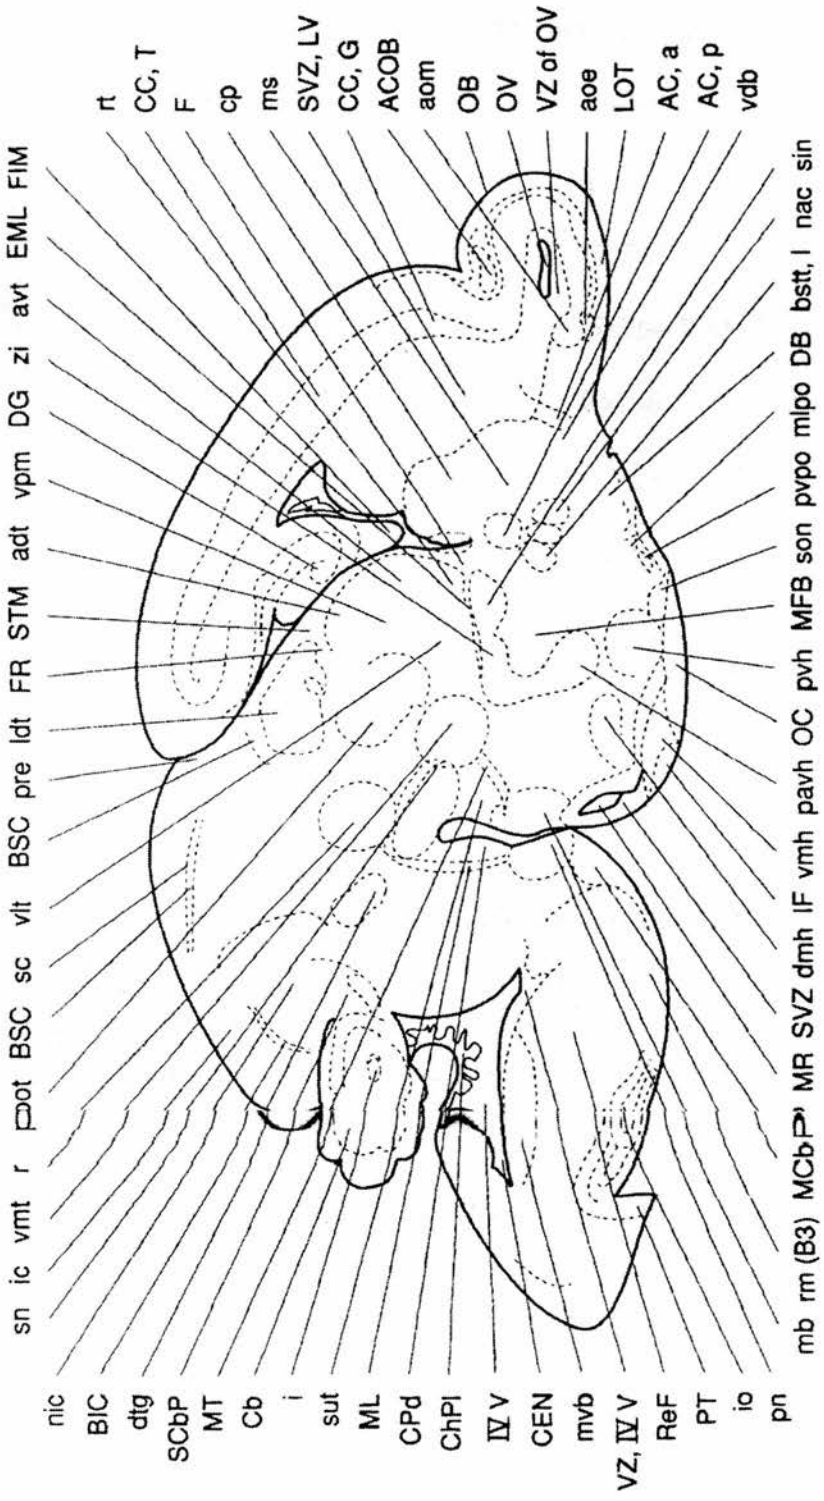 sn ic vmt r BSC sc vlt BSC pre ldt FR STM adt vpm DG zi avt EML FIM
rt
CC, T
F
cp
ms
SVZ, LV
CC, G
ACOB
aom
OB
OV
VZ of OV
aoe
LOT
AC, a
AC, p
vdb
nic
BIC
dtg
SCbP
MT
Cb
i
sut
ML
CPd
ChPl
IV V
CEN
mvb
VZ, IV V
ReF
PT
io
pn
mb rm (B3) MR SVZ dmh IF vmh pavh OC pvh MFB son pvpo mlpo DB bstt, l nac sin